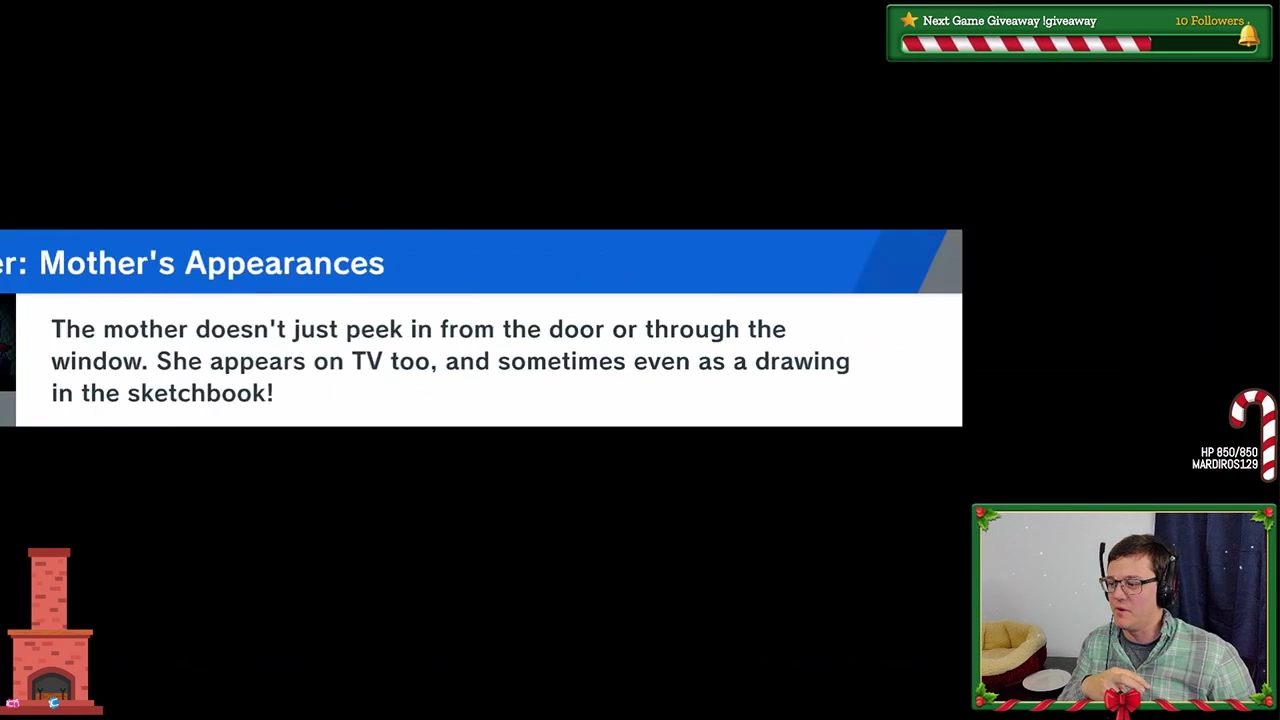 Next Game Giveaway !giveaway
10 Followers
er: Mother's Appearances
The mother doesn't just peek in from the door or through the
window. She appears on TV too, and sometimes even as a drawing
in the sketchbook!
HP 850/850
MARDIROS129